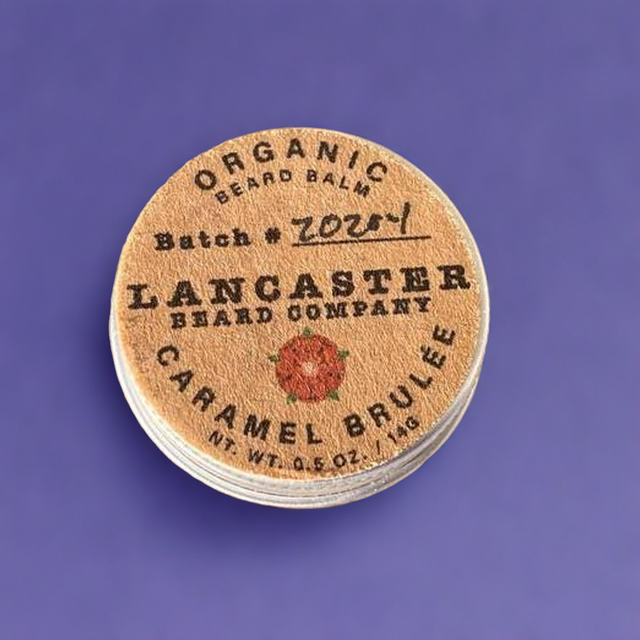 ORGANIC
BEARD BALM
Batch #
LANCASTER
BEARD COMPANY
CARAMEL BRULÉE
NT. WT. 0.5 OZ. / 14G